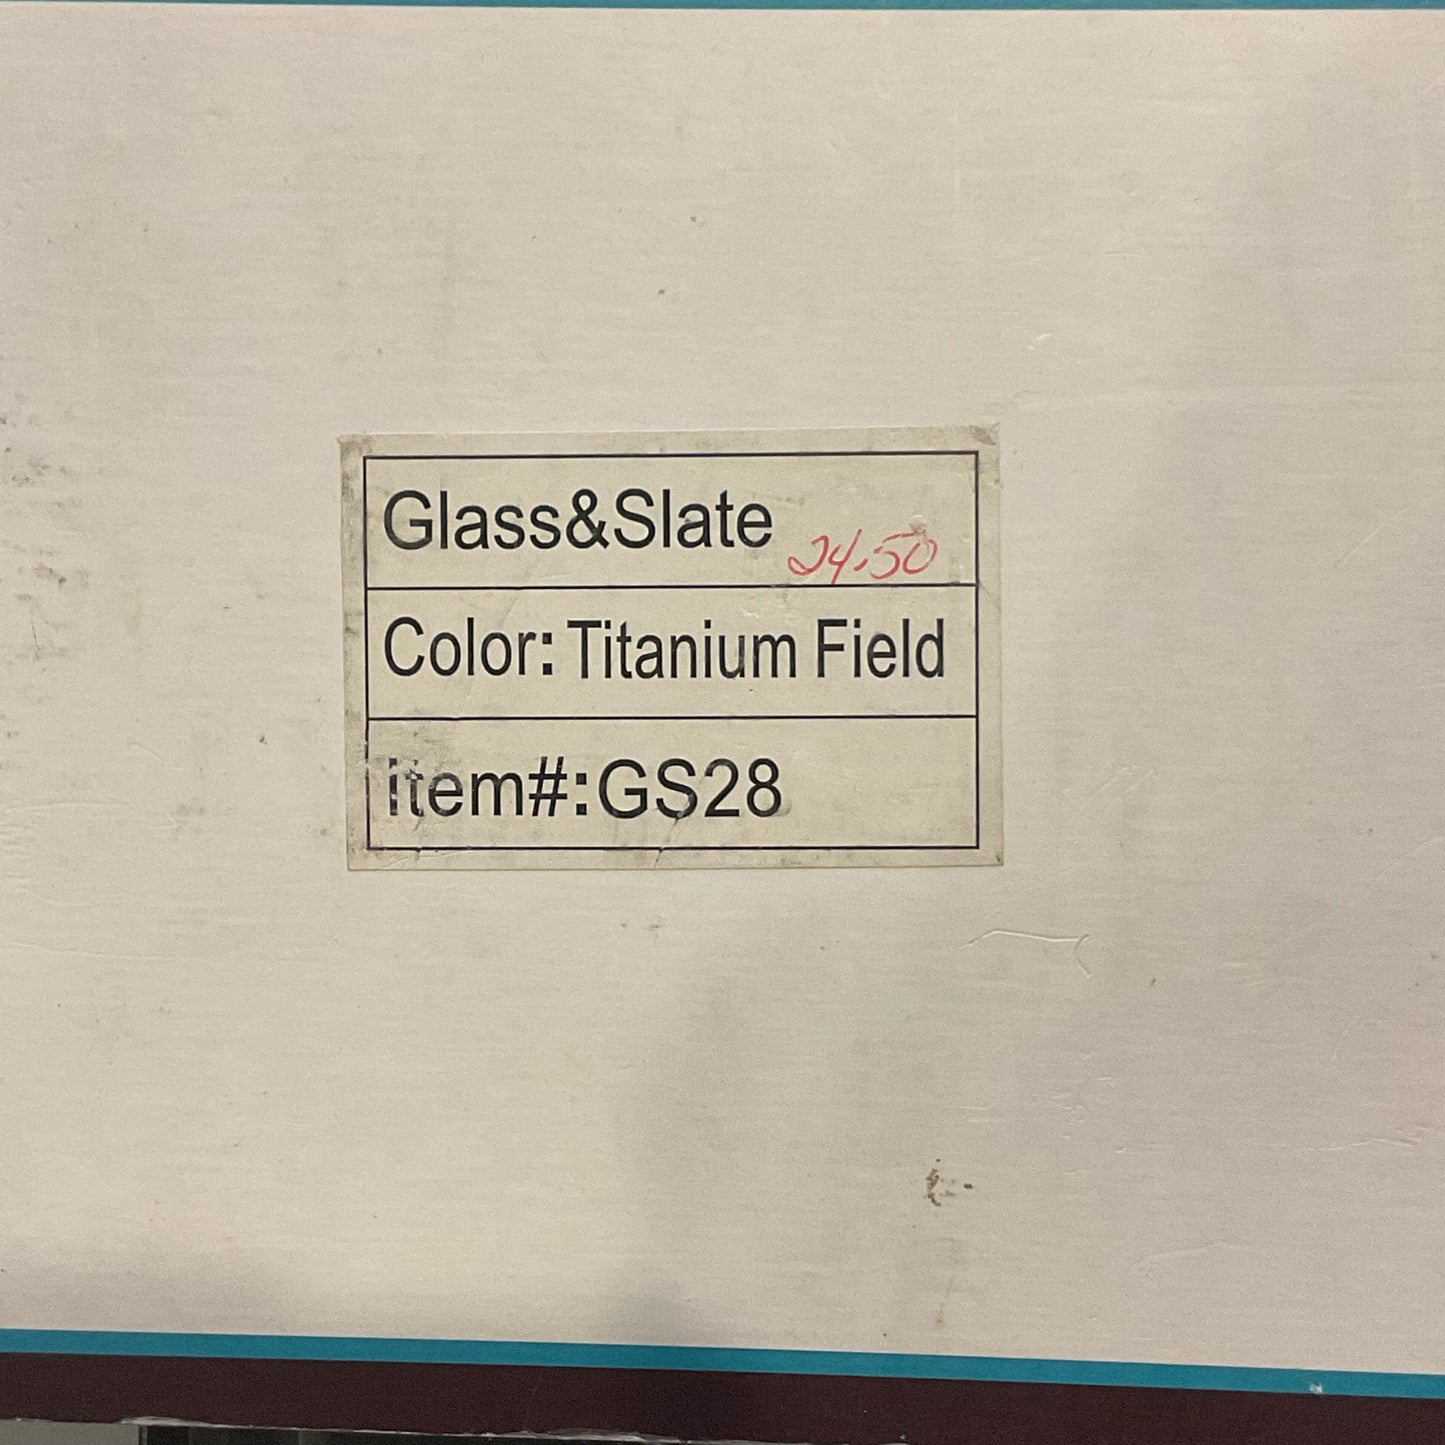 Glass&Slate
24.50
Color: Titanium Field
item#:GS28